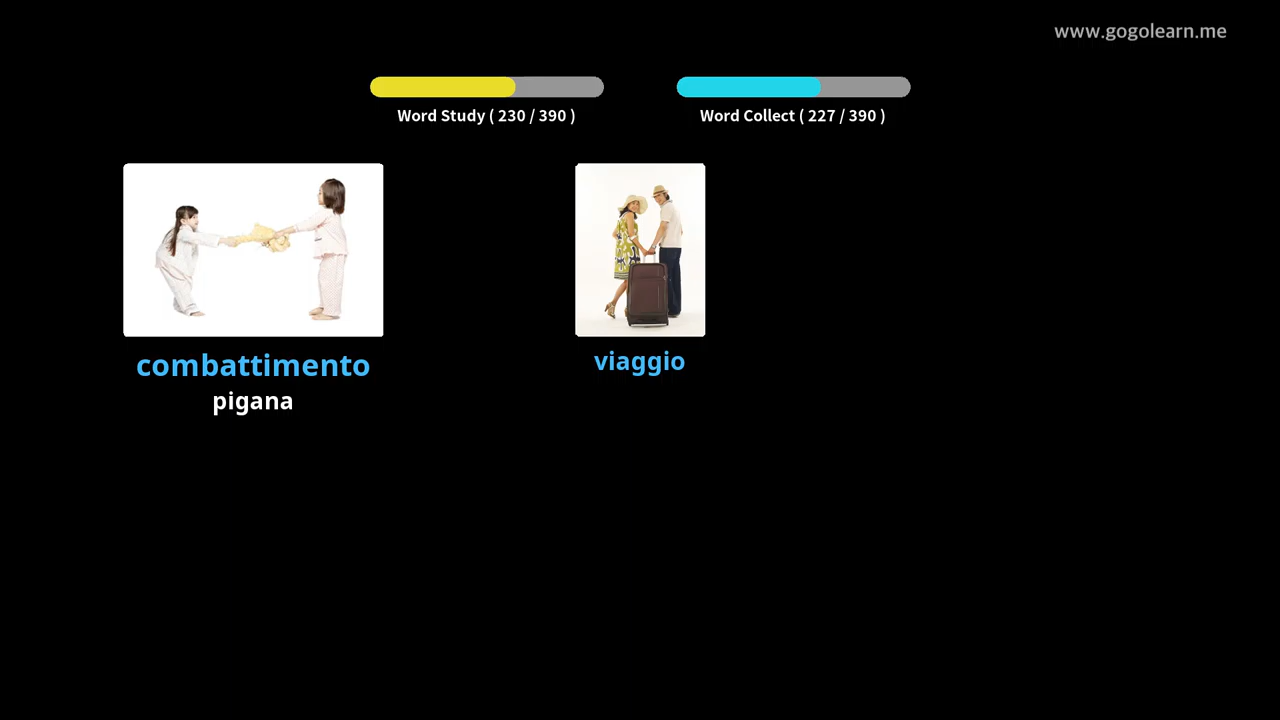 www.gogolearn.me
Word Study ( 230 / 390 )
Word Collect ( 227 / 390 )
combattimento
pigana
viaggio